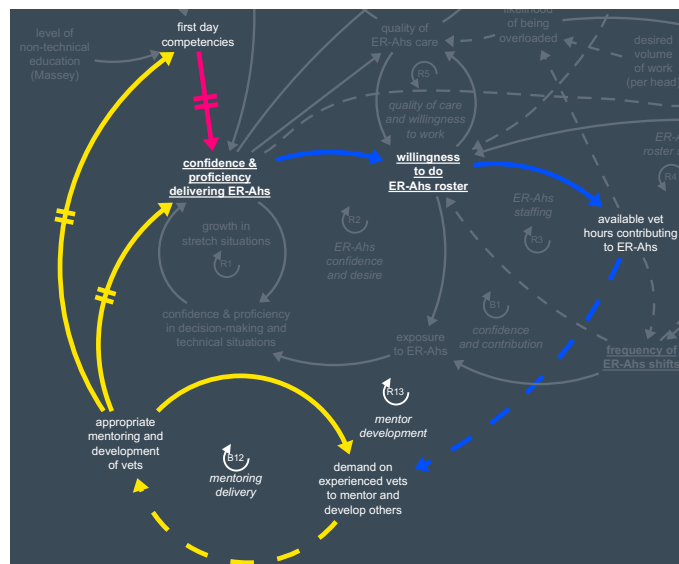 level of
non-technical
education
(Massey)
first day
competencies
quality of
ER-Ahs care
of being
overloaded
desired
volume
of work
(per head)
R5
quality of care
and willingness
to work
confidence &
proficiency
delivering ER-Ahs
willingness
to do
ER-Ahs roster
R4
growth in
stretch situations
R1
R2
ER-Ahs
confidence
and desire
ER-Ahs
staffing
R3
available vet
hours contributing
to ER-Ahs
confidence & proficiency
in decision-making and
technical situations
exposure
to ER-Ahs
B1
confidence
and contribution
frequency of
ER-Ahs shifts
R13
mentor
development
appropriate
mentoring and
development
of vets
B12
mentoring
delivery
demand on
experienced vets
to mentor and
develop others